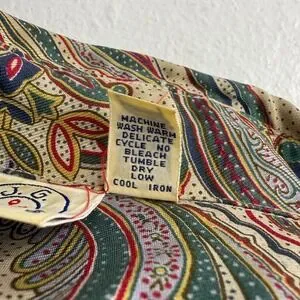 MACHINE
WASH WARM
DELICATE
CYCLE NO
BLEACH
TUMBLE
DRY
LOW
COOL IRON